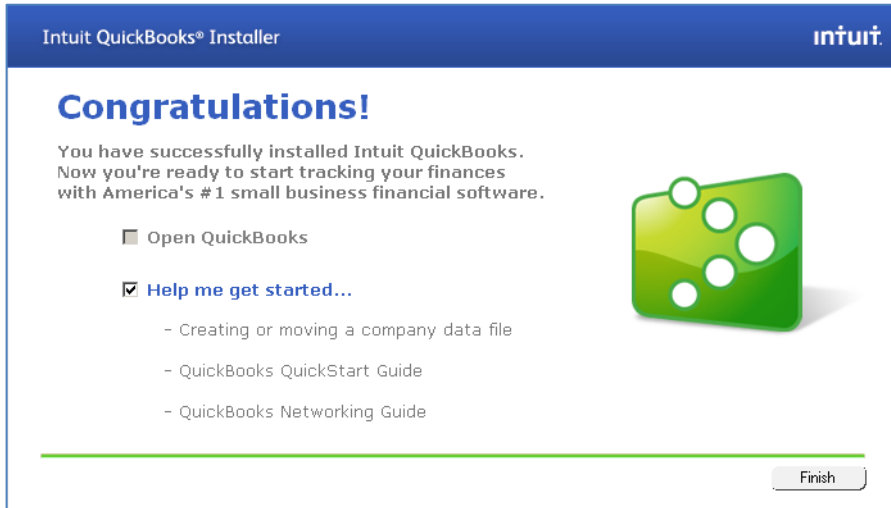 Intuit QuickBooks® Installer
intuit.
Congratulations!
You have successfully installed Intuit QuickBooks.
Now you're ready to start tracking your finances
with America's #1 small business financial software.
Open QuickBooks
Help me get started...
- Creating or moving a company data file
- QuickBooks QuickStart Guide
- QuickBooks Networking Guide
Finish